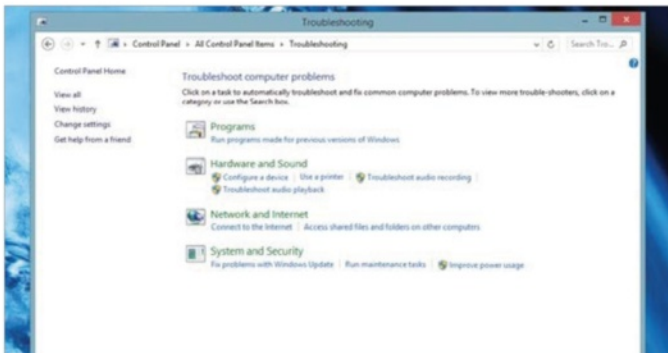 Troubleshooting
Control Panel ▸ All Control Panel Items ▸ Troubleshooting
Search Tro...
Control Panel Home
View all
View history
Change settings
Get help from a friend
Troubleshoot computer problems
Click on a task to automatically troubleshoot and fix common computer problems. To view more trouble-shooters, click on a
category or use the Search box.
Programs
Run programs made for previous versions of Windows
Hardware and Sound
Configure a device | Use a printer | Troubleshoot audio recording |
Troubleshoot audio playback
Network and Internet
Connect to the Internet | Access shared files and folders on other computers
System and Security
Fix problems with Windows Update | Run maintenance tasks | Improve power usage